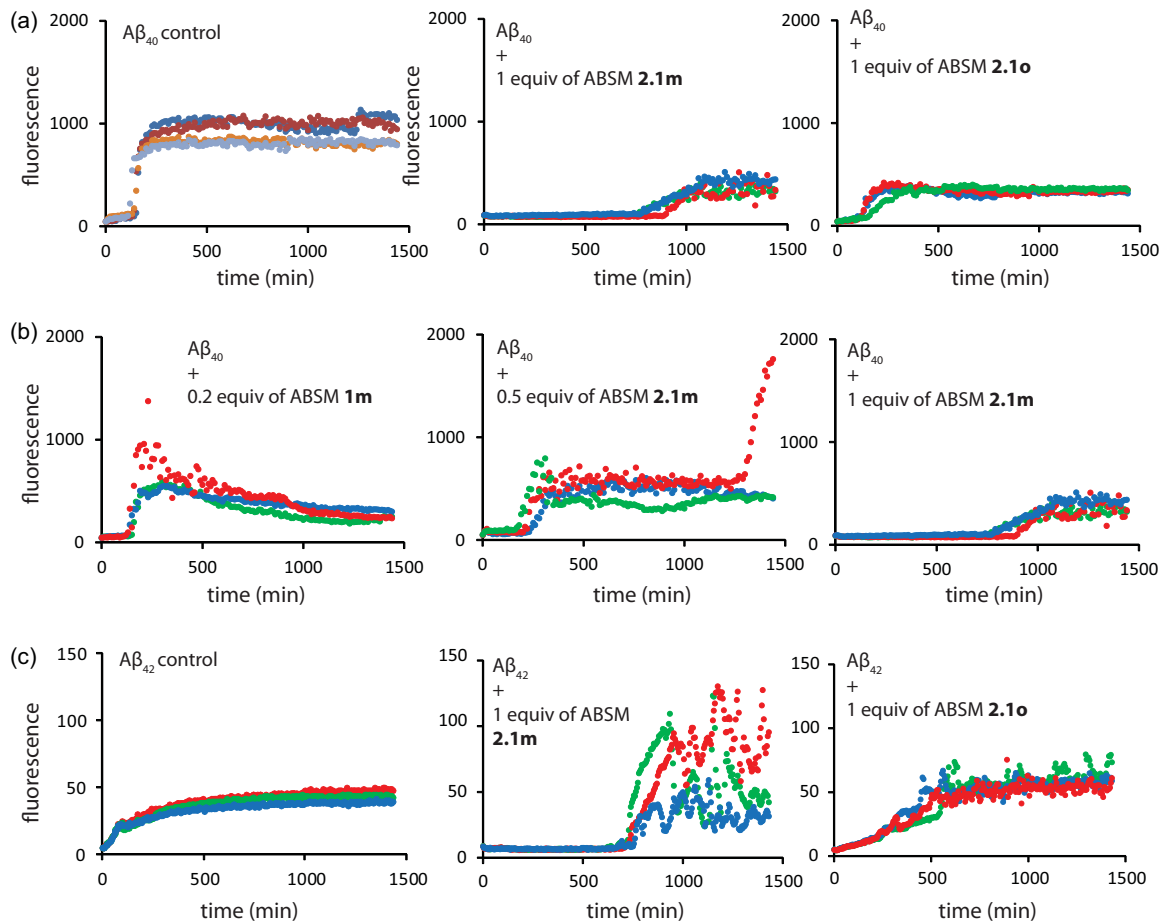 (a)
Aβ₄₀ control
2000
1000
0
fluorescence
0 500 1000 1500
time (min)
Aβ₄₀
+
1 equiv of ABSM 2.1m
2000
1000
0
fluorescence
0 500 1000 1500
time (min)
Aβ₄₀
+
1 equiv of ABSM 2.1o
2000
1000
0
0 500 1000 1500
time (min)
(b)
Aβ₄₀
+
0.2 equiv of ABSM 1m
2000
1000
0
fluorescence
0 500 1000 1500
time (min)
Aβ₄₀
+
0.5 equiv of ABSM 2.1m
2000
1000
0
0 500 1000 1500
time (min)
Aβ₄₀
+
1 equiv of ABSM 2.1m
2000
1000
0
0 500 1000 1500
time (min)
(c)
Aβ₄₂ control
150
100
50
0
fluorescence
0 500 1000 1500
time (min)
Aβ₄₂
+
1 equiv of ABSM
2.1m
150
100
50
0
0 500 1000 1500
time (min)
Aβ₄₂
+
1 equiv of ABSM 2.1o
150
100
50
0
0 500 1000 1500
time (min)